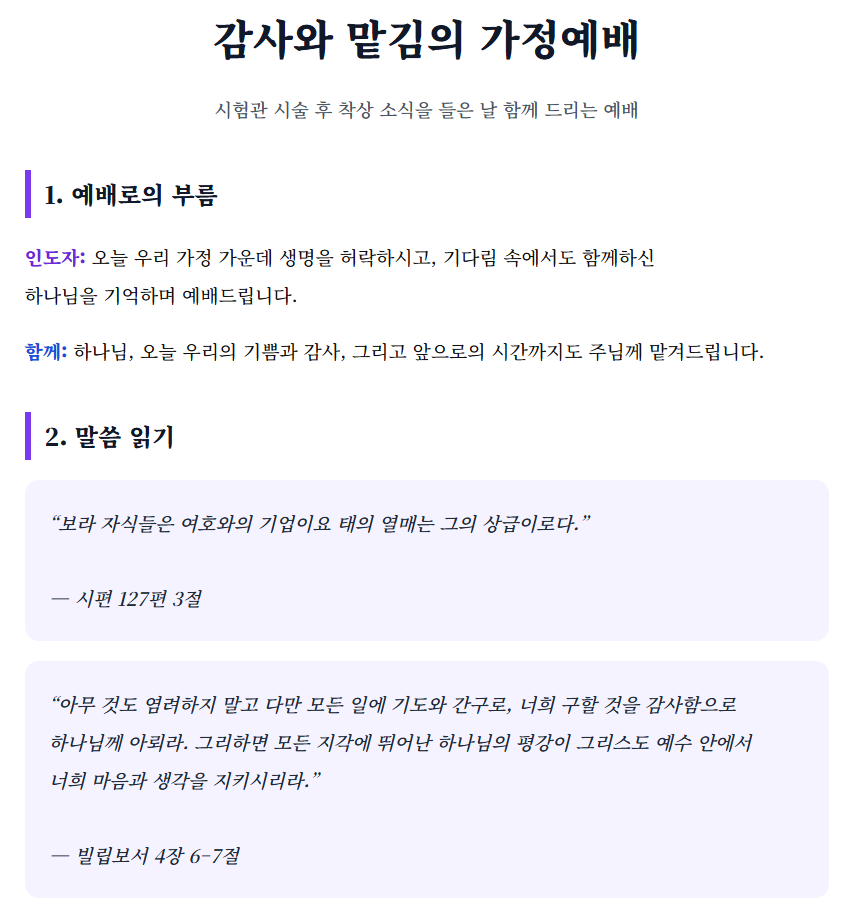 감사와 맡김의 가정예배
시험관 시술 후 착상 소식을 들은 날 함께 드리는 예배
1. 예배로의 부름
인도자: 오늘 우리 가정 가운데 생명을 허락하시고, 기다림 속에서도 함께하신
하나님을 기억하며 예배드립니다.
함께: 하나님, 오늘 우리의 기쁨과 감사, 그리고 앞으로의 시간까지도 주님께 맡겨드립니다.
2. 말씀 읽기
“보라 자식들은 여호와의 기업이요 태의 열매는 그의 상급이로다.”
— 시편 127편 3절
“아무 것도 염려하지 말고 다만 모든 일에 기도와 간구로, 너희 구할 것을 감사함으로
하나님께 아뢰라. 그리하면 모든 지각에 뛰어난 하나님의 평강이 그리스도 예수 안에서
너희 마음과 생각을 지키시리라.”
— 빌립보서 4장 6–7절